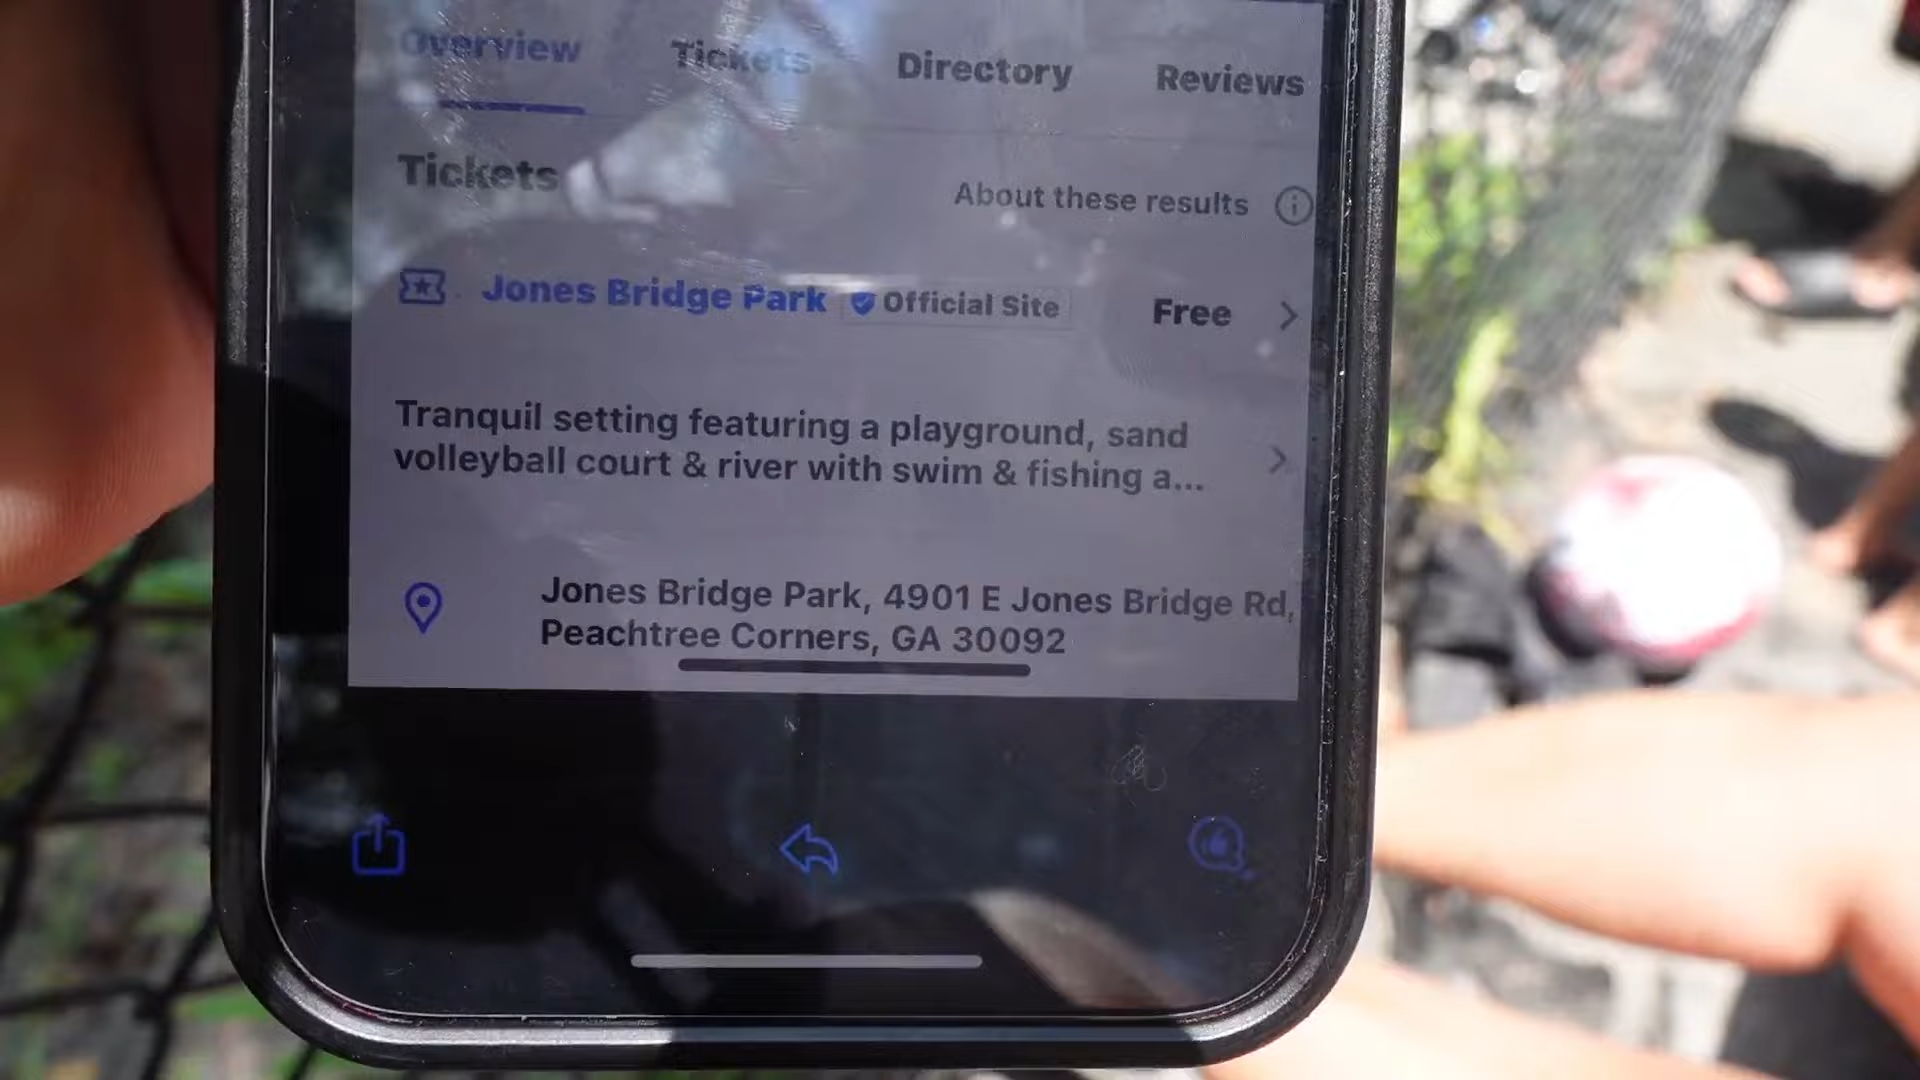 Overview Tickets Directory Reviews
Tickets
About these results
Jones Bridge Park Official Site Free
Tranquil setting featuring a playground, sand
volleyball court & river with swim & fishing a...
Jones Bridge Park, 4901 E Jones Bridge Rd,
Peachtree Corners, GA 30092